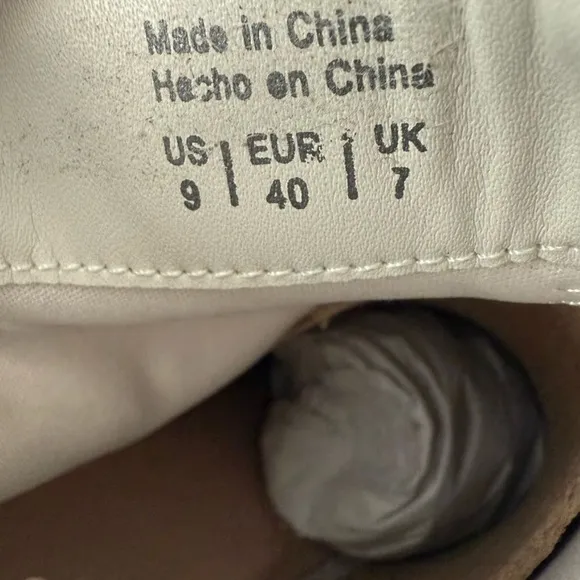 Made in China
Hecho en China
US | EUR | UK
9 | 40 | 7